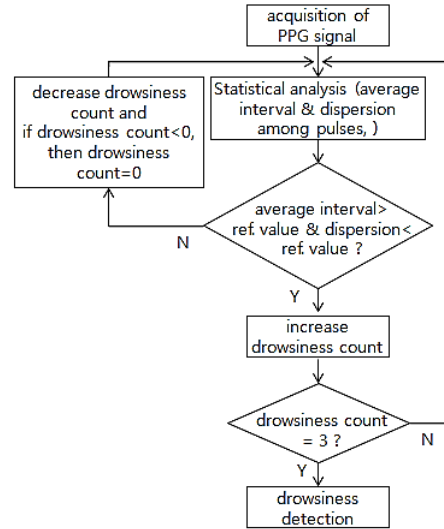 acquisition of
PPG signal
decrease drowsiness
count and
if drowsiness count<0,
then drowsiness
count=0
Statistical analysis (average
interval & dispersion
among pulses, )
average interval>
ref. value & dispersion<
ref. value ?
N
Y
increase
drowsiness count
drowsiness count
= 3 ?
N
Y
drowsiness
detection